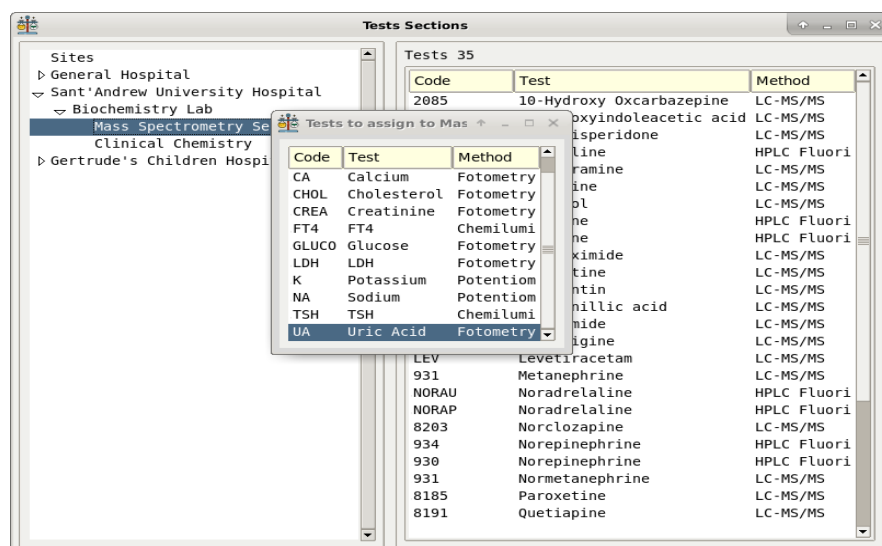 Tests Sections
Sites
General Hospital
Sant'Andrew University Hospital
Biochemistry Lab
Mass Spectrometry Se
Clinical Chemistry
Gertrude's Children Hospi
Tests 35
Code Test Method
2085 10-Hydroxy Oxcarbazepine LC-MS/MS
oxyindoleacetic acid LC-MS/MS
isperidone LC-MS/MS
line HPLC Fluori
ramine LC-MS/MS
ine LC-MS/MS
ol LC-MS/MS
ne HPLC Fluori
ne HPLC Fluori
ximide LC-MS/MS
tine LC-MS/MS
ntin LC-MS/MS
nillic acid LC-MS/MS
mide LC-MS/MS
igine LC-MS/MS
LEV Levetiracetam LC-MS/MS
931 Metanephrine LC-MS/MS
NORAU Noradrelaline HPLC Fluori
NORAP Noradrelaline HPLC Fluori
8203 Norclozapine LC-MS/MS
934 Norepinephrine HPLC Fluori
930 Norepinephrine HPLC Fluori
931 Normetanephrine LC-MS/MS
8185 Paroxetine LC-MS/MS
8191 Quetiapine LC-MS/MS
Tests to assign to Mas
Code Test Method
CA Calcium Fotometry
CHOL Cholesterol Fotometry
CREA Creatinine Fotometry
FT4 FT4 Chemilumi
GLUCO Glucose Fotometry
LDH LDH Fotometry
K Potassium Potentiom
NA Sodium Potentiom
TSH TSH Chemilumi
UA Uric Acid Fotometry